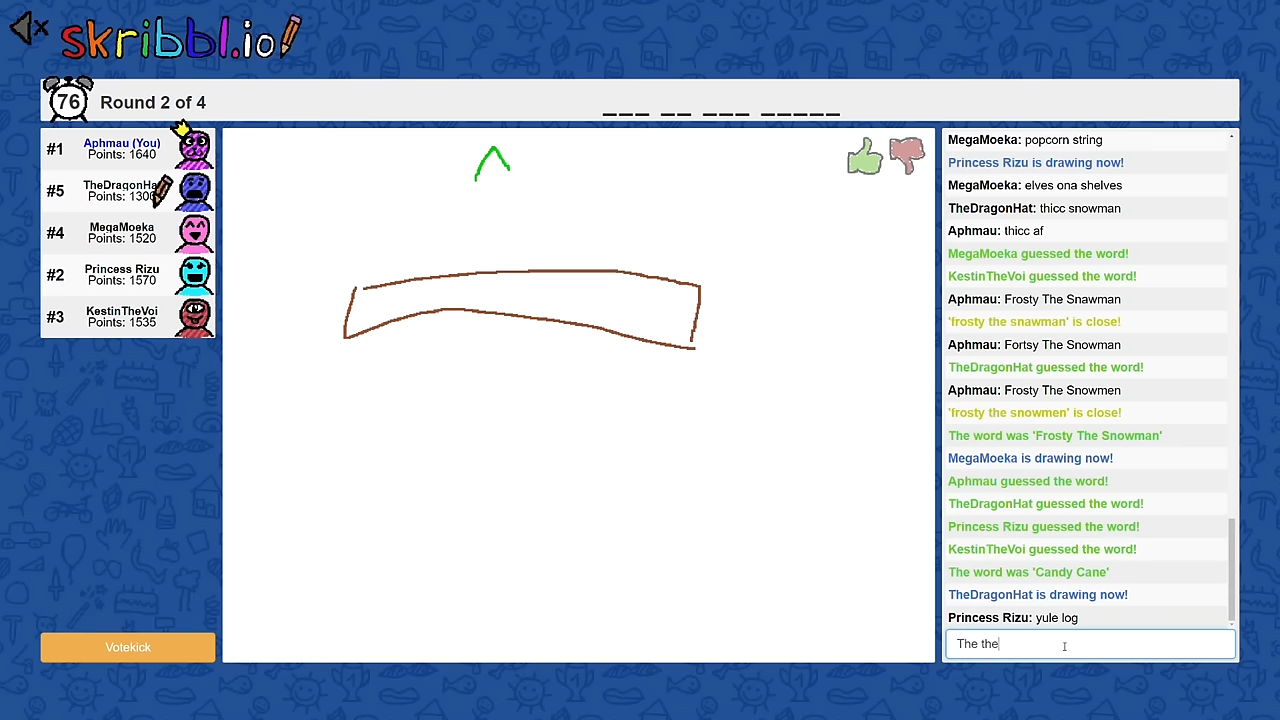 skribbl.io
76
Round 2 of 4
___ __ ___ _____
#1
Aphmau (You)
Points: 1640
#5
TheDragonHa
Points: 1300
#4
MegaMoeka
Points: 1520
#2
Princess Rizu
Points: 1570
#3
KestinTheVoi
Points: 1535
Votekick
MegaMoeka: popcorn string
Princess Rizu is drawing now!
MegaMoeka: elves ona shelves
TheDragonHat: thicc snowman
Aphmau: thicc af
MegaMoeka guessed the word!
KestinTheVoi guessed the word!
Aphmau: Frosty The Snawman
'frosty the snawman' is close!
Aphmau: Fortsy The Snowman
TheDragonHat guessed the word!
Aphmau: Frosty The Snowmen
'frosty the snowmen' is close!
The word was 'Frosty The Snowman'
MegaMoeka is drawing now!
Aphmau guessed the word!
TheDragonHat guessed the word!
Princess Rizu guessed the word!
KestinTheVoi guessed the word!
The word was 'Candy Cane'
TheDragonHat is drawing now!
Princess Rizu: yule log
The the